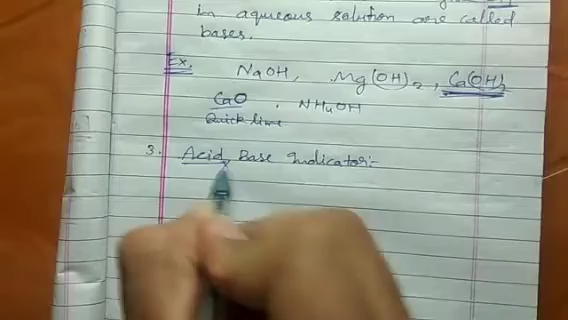 in aqueous solution are called
bases.
Ex. NaOH, Mg(OH)2, Ca(OH)2
CaO , NH4OH
Quick lime
3. Acid, Base Indicator:-